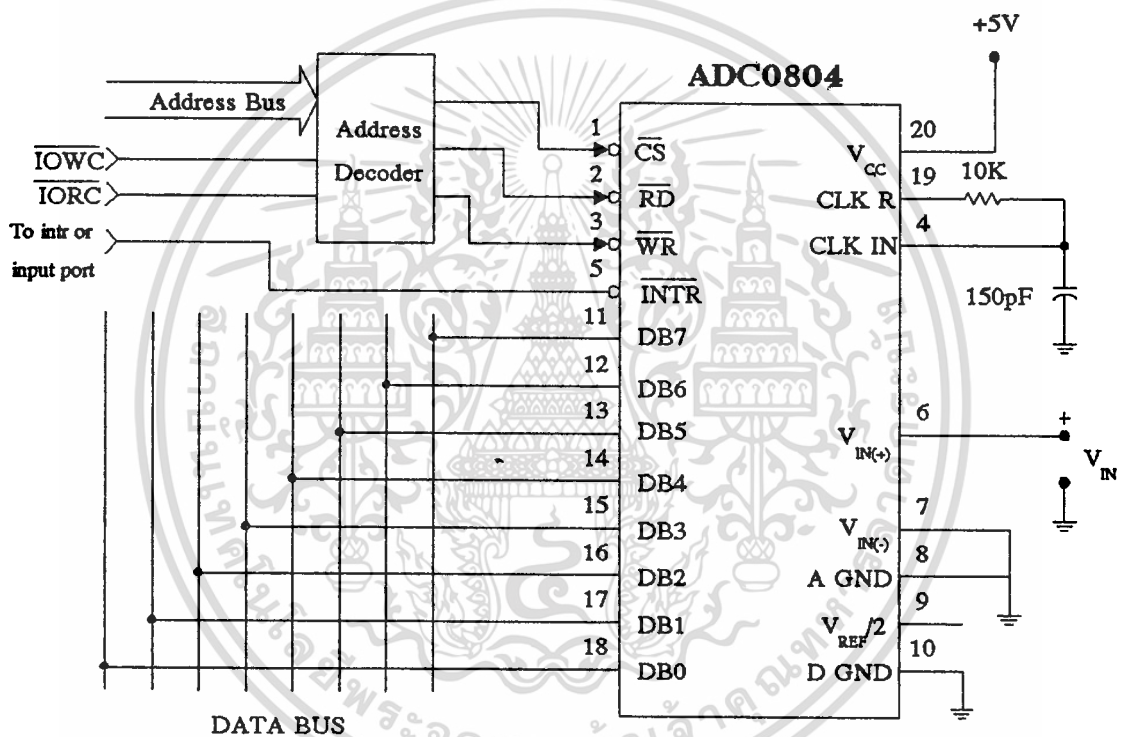 +5V
ADC0804
Address Bus
Address
Decoder
IOWC
IORC
To intr or
input port
1
CS
2
RD
3
WR
5
INTR
11
DB7
12
DB6
13
DB5
14
DB4
15
DB3
16
DB2
17
DB1
18
DB0
20
VCC
19
10K
CLK R
4
CLK IN
150pF
6
VIN(+)
+
VIN
7
VIN(-)
8
A GND
9
VREF/2
10
D GND
DATA BUS